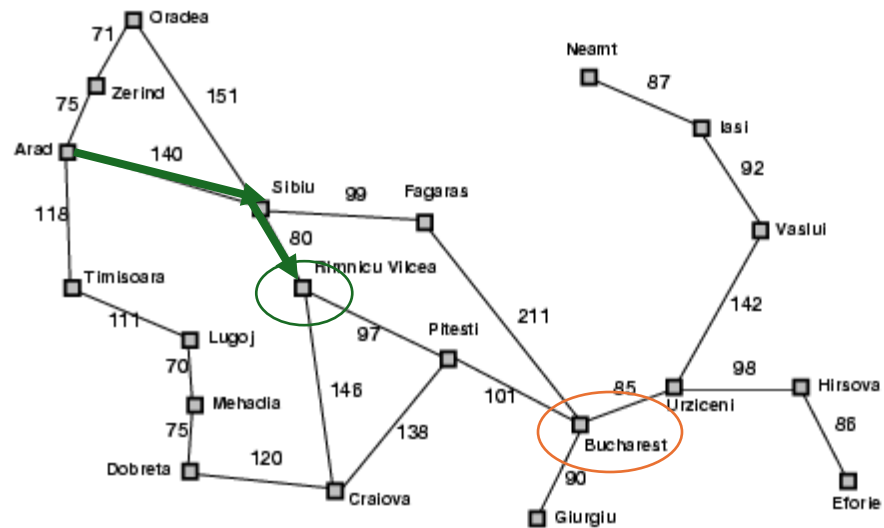 Oradea
71
Neamt
87
Zerind
75
151
Iasi
Arad
140
92
Sibiu
99
Fagaras
118
Vaslui
80
Rimnicu Vilcea
Timisoara
142
111
97
Pitesti
211
Lugoj
70
146
101
85
98
Hirsova
Mehadia
Urziceni
75
138
Bucharest
86
120
Dobreta
90
Craiova
Eforie
Giurgiu